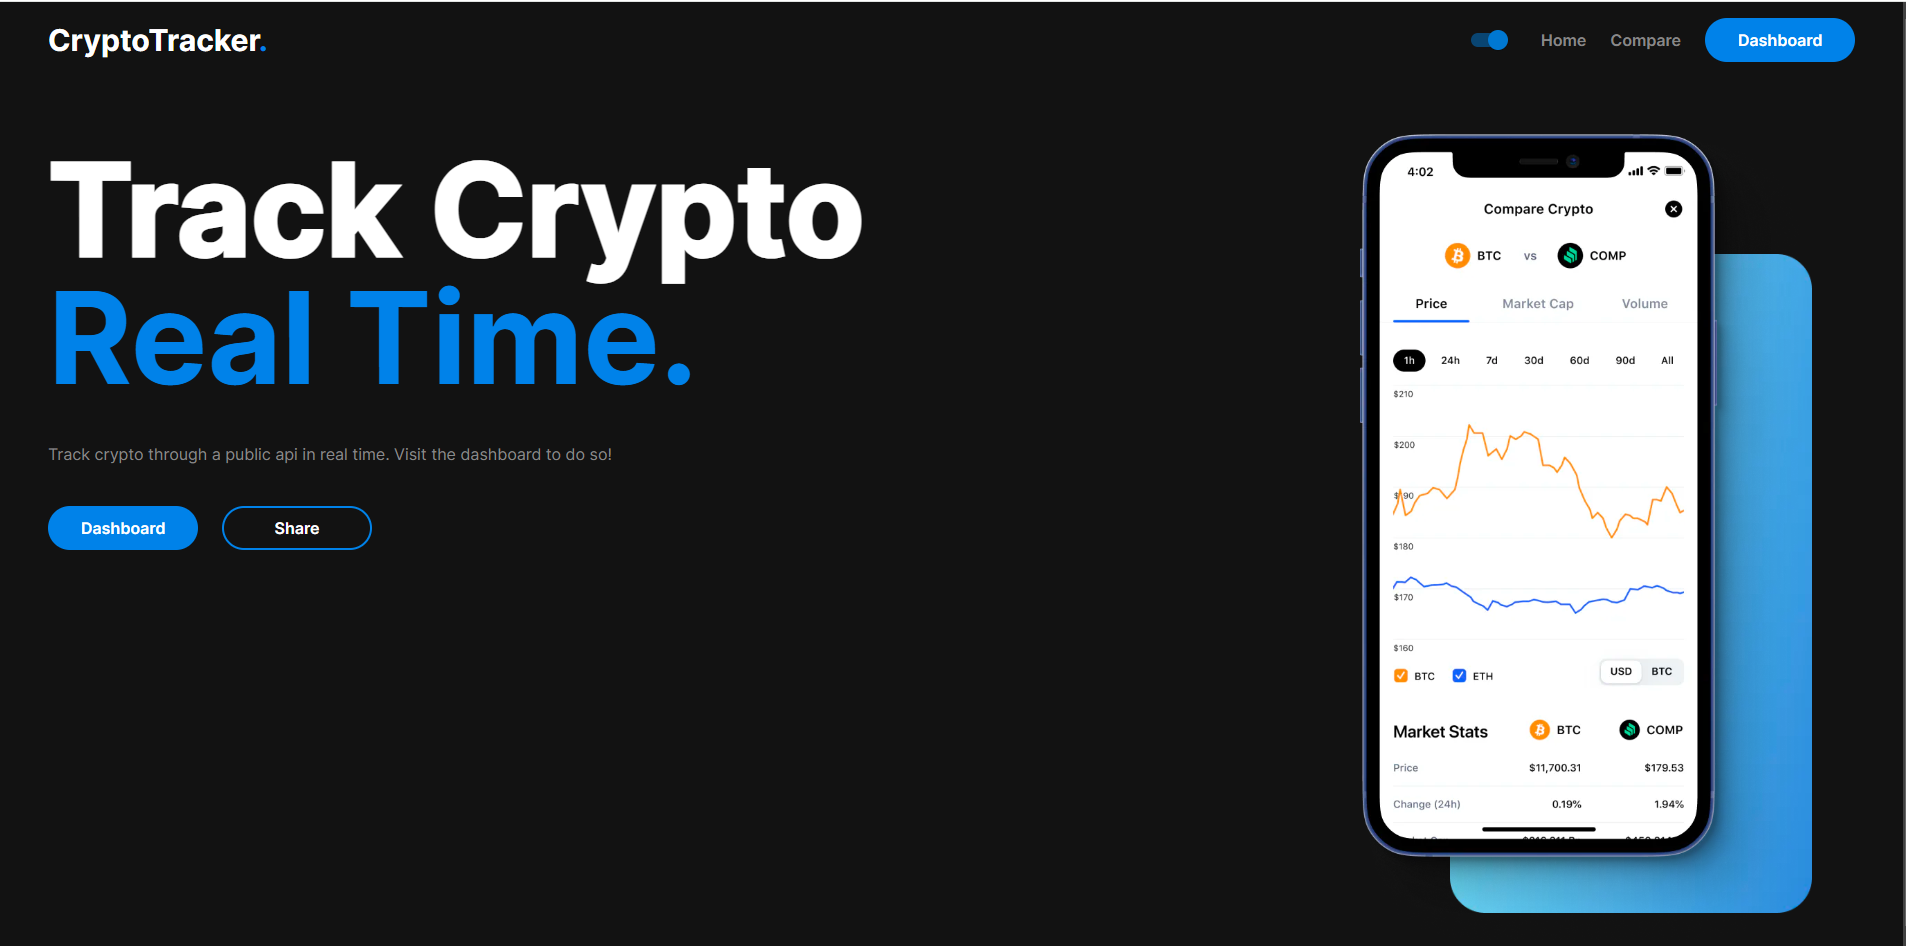 CryptoTracker.
Home Compare Dashboard
Track Crypto
Real Time.
Track crypto through a public api in real time. Visit the dashboard to do so!
Dashboard Share
4:02
Compare Crypto
BTC vs COMP
Price Market Cap Volume
1h 24h 7d 30d 60d 90d All
$210
$200
$190
$180
$170
$160
BTC ETH USD BTC
Market Stats BTC COMP
Price $11,700.31 $179.53
Change (24h) 0.19% 1.94%